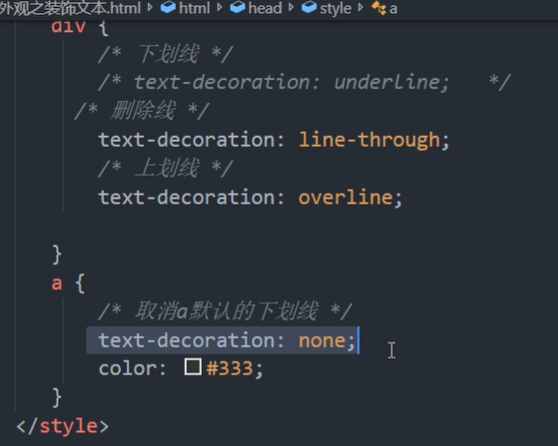 外观之装饰文本.html > html > head > style > a
div {
/* 下划线 */
/* text-decoration: underline; */
/* 删除线 */
text-decoration: line-through;
/* 上划线 */
text-decoration: overline;
}
a {
/* 取消a默认的下划线 */
text-decoration: none;
color: #333;
}
</style>